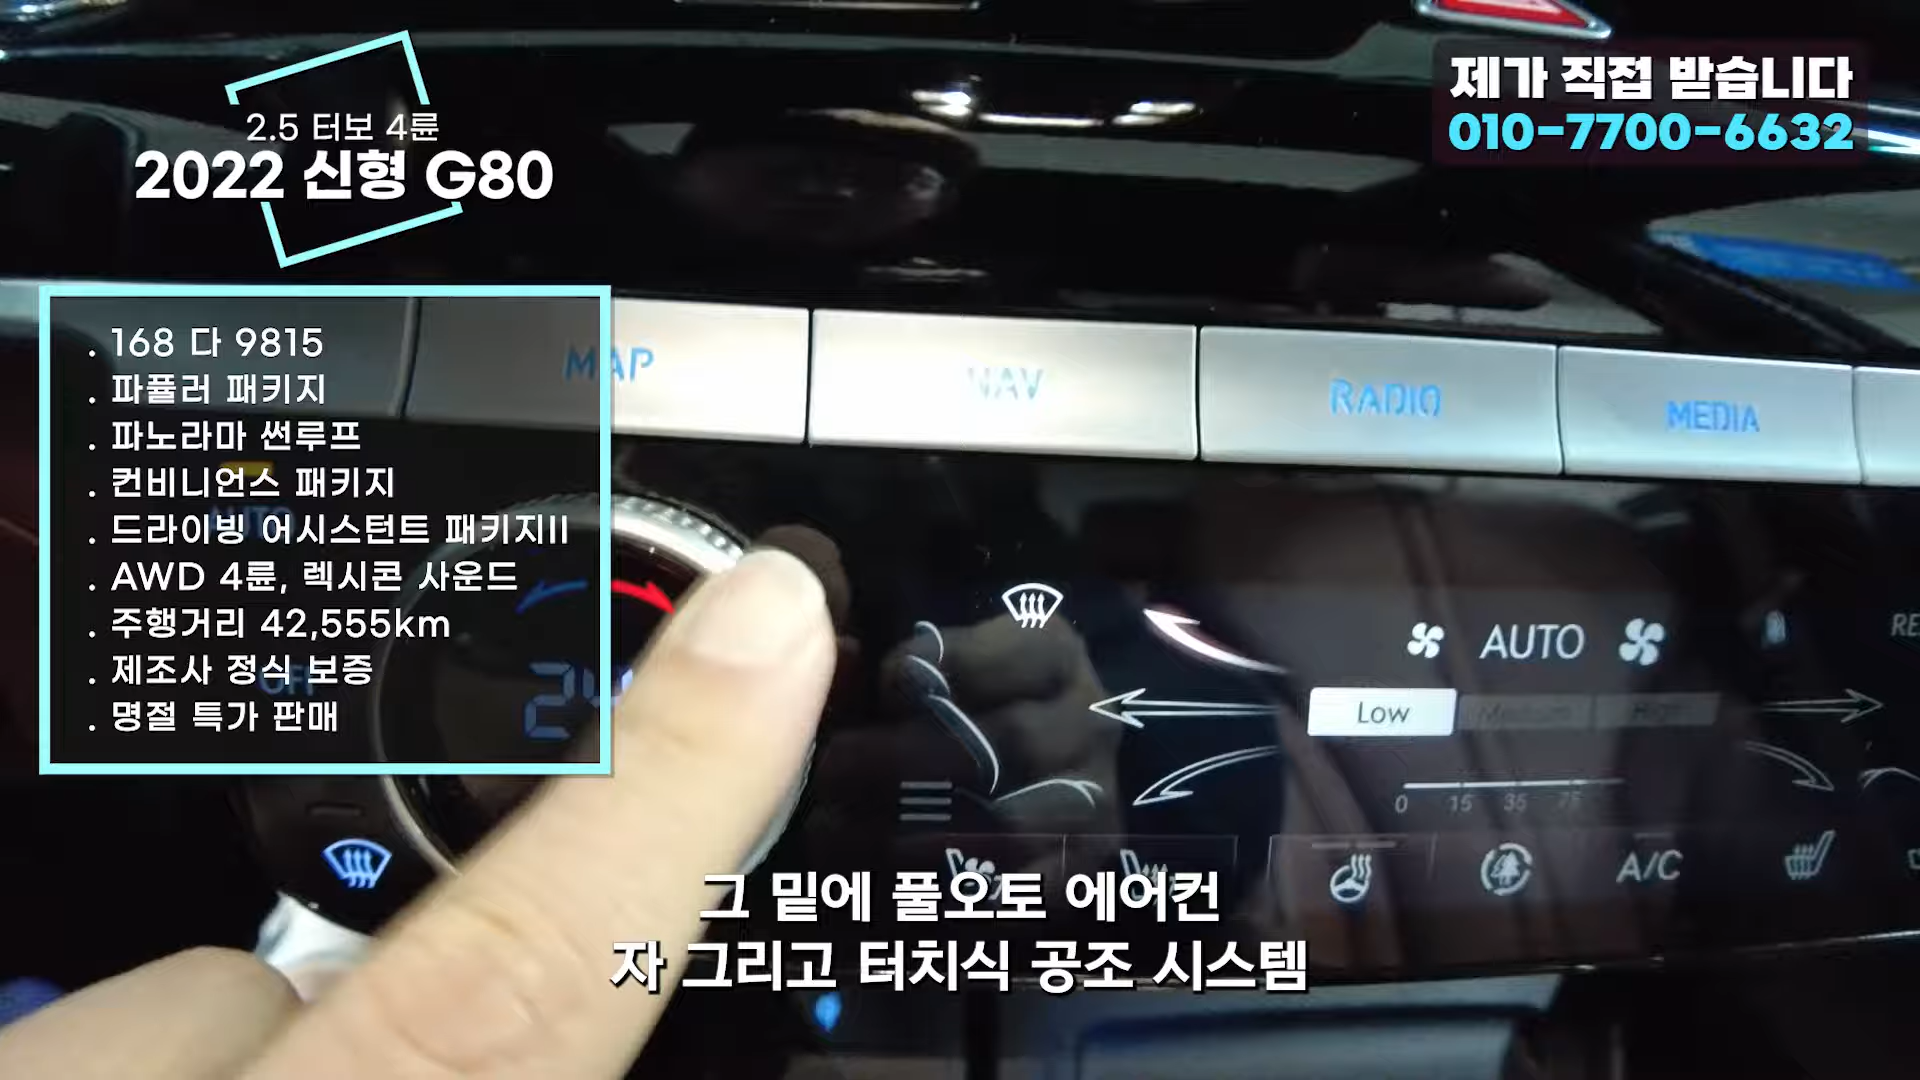 2.5 터보 4륜
2022 신형 G80
제가 직접 받습니다
010-7700-6632
. 168 다 9815
. 파퓰러 패키지
. 파노라마 썬루프
. 컨비니언스 패키지
. 드라이빙 어시스턴트 패키지II
. AWD 4륜, 렉시콘 사운드
. 주행거리 42,555km
. 제조사 정식 보증
. 명절 특가 판매
MAP
NAV
RADIO
MEDIA
AUTO
OFF
24
AUTO
Low
Medium
High
0 15 35 75
A/C
그 밑에 풀오토 에어컨
자 그리고 터치식 공조 시스템